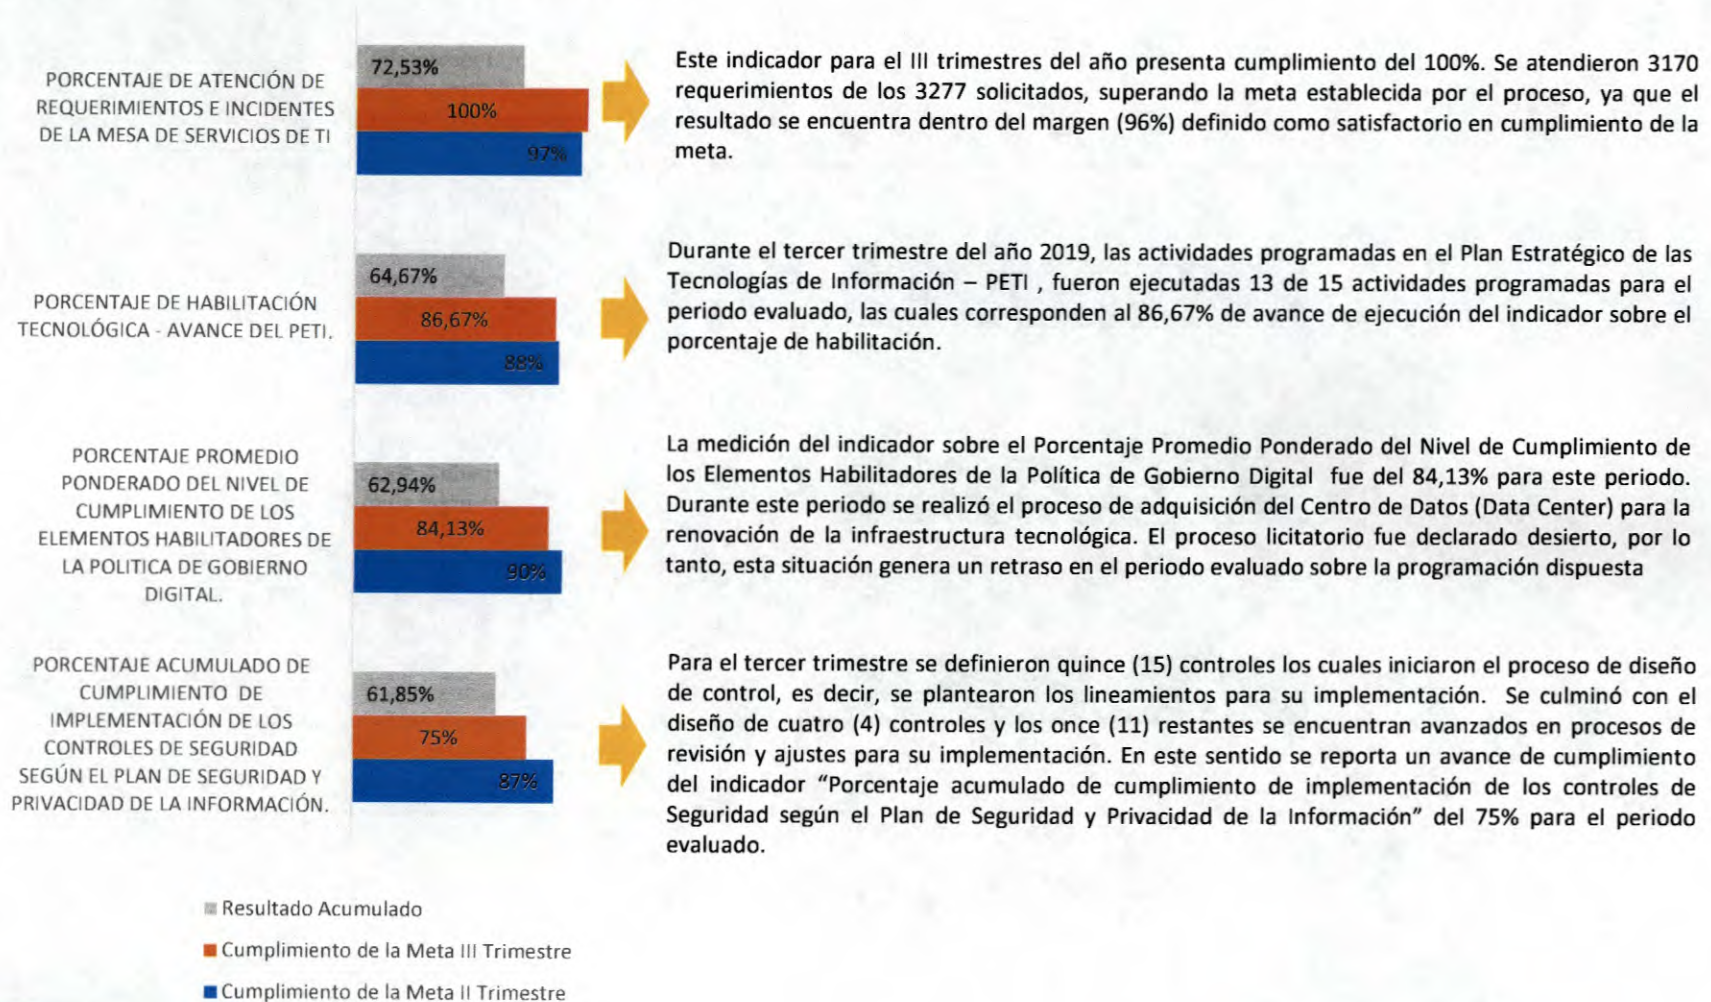 PORCENTAJE DE ATENCIÓN DE
REQUERIMIENTOS E INCIDENTES
DE LA MESA DE SERVICIOS DE TI
72,53%
100%
97%
Este indicador para el III trimestres del año presenta cumplimiento del 100%. Se atendieron 3170
requerimientos de los 3277 solicitados, superando la meta establecida por el proceso, ya que el
resultado se encuentra dentro del margen (96%) definido como satisfactorio en cumplimiento de la
meta.
PORCENTAJE DE HABILITACIÓN
TECNOLÓGICA - AVANCE DEL PETI.
64,67%
86,67%
88%
Durante el tercer trimestre del año 2019, las actividades programadas en el Plan Estratégico de las
Tecnologías de Información – PETI , fueron ejecutadas 13 de 15 actividades programadas para el
periodo evaluado, las cuales corresponden al 86,67% de avance de ejecución del indicador sobre el
porcentaje de habilitación.
PORCENTAJE PROMEDIO
PONDERADO DEL NIVEL DE
CUMPLIMIENTO DE LOS
ELEMENTOS HABILITADORES DE
LA POLITICA DE GOBIERNO
DIGITAL.
62,94%
84,13%
90%
La medición del indicador sobre el Porcentaje Promedio Ponderado del Nivel de Cumplimiento de
los Elementos Habilitadores de la Política de Gobierno Digital fue del 84,13% para este periodo.
Durante este periodo se realizó el proceso de adquisición del Centro de Datos (Data Center) para la
renovación de la infraestructura tecnológica. El proceso licitatorio fue declarado desierto, por lo
tanto, esta situación genera un retraso en el periodo evaluado sobre la programación dispuesta
PORCENTAJE ACUMULADO DE
CUMPLIMIENTO DE
IMPLEMENTACIÓN DE LOS
CONTROLES DE SEGURIDAD
SEGÚN EL PLAN DE SEGURIDAD Y
PRIVACIDAD DE LA INFORMACIÓN.
61,85%
75%
87%
Para el tercer trimestre se definieron quince (15) controles los cuales iniciaron el proceso de diseño
de control, es decir, se plantearon los lineamientos para su implementación. Se culminó con el
diseño de cuatro (4) controles y los once (11) restantes se encuentran avanzados en procesos de
revisión y ajustes para su implementación. En este sentido se reporta un avance de cumplimiento
del indicador "Porcentaje acumulado de cumplimiento de implementación de los controles de
Seguridad según el Plan de Seguridad y Privacidad de la Información" del 75% para el periodo
evaluado.
Resultado Acumulado
Cumplimiento de la Meta III Trimestre
Cumplimiento de la Meta II Trimestre